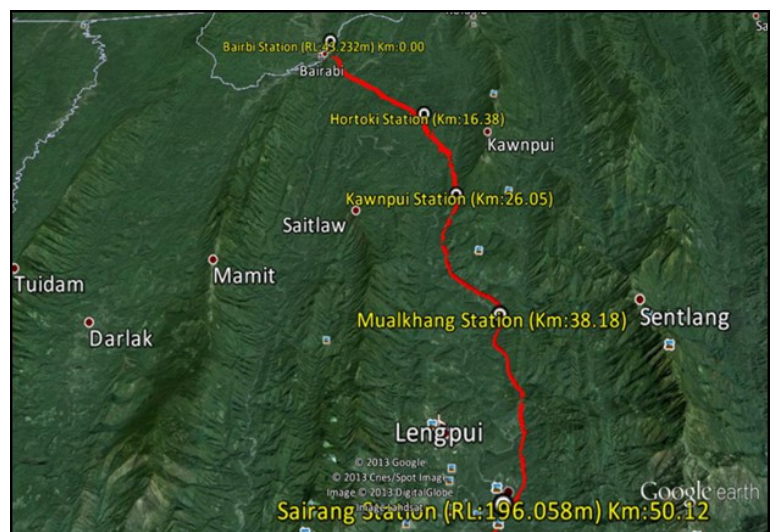 Bairbi Station (RL:43.232m) Km:0.00
Bairabi
Hortoki Station (Km:16.38)
Kawnpui
Kawnpui Station (Km:26.05)
Saitlaw
Tuidam
Mamit
Mualkhang Station (Km:38.18)
Sentlang
Darlak
Lengpui
© 2013 Google
© 2013 Cnes/Spot Image
Image © 2013 DigitalGlobe
Image Landsat
Google earth
Sairang Station (RL:196.058m) Km:50.12